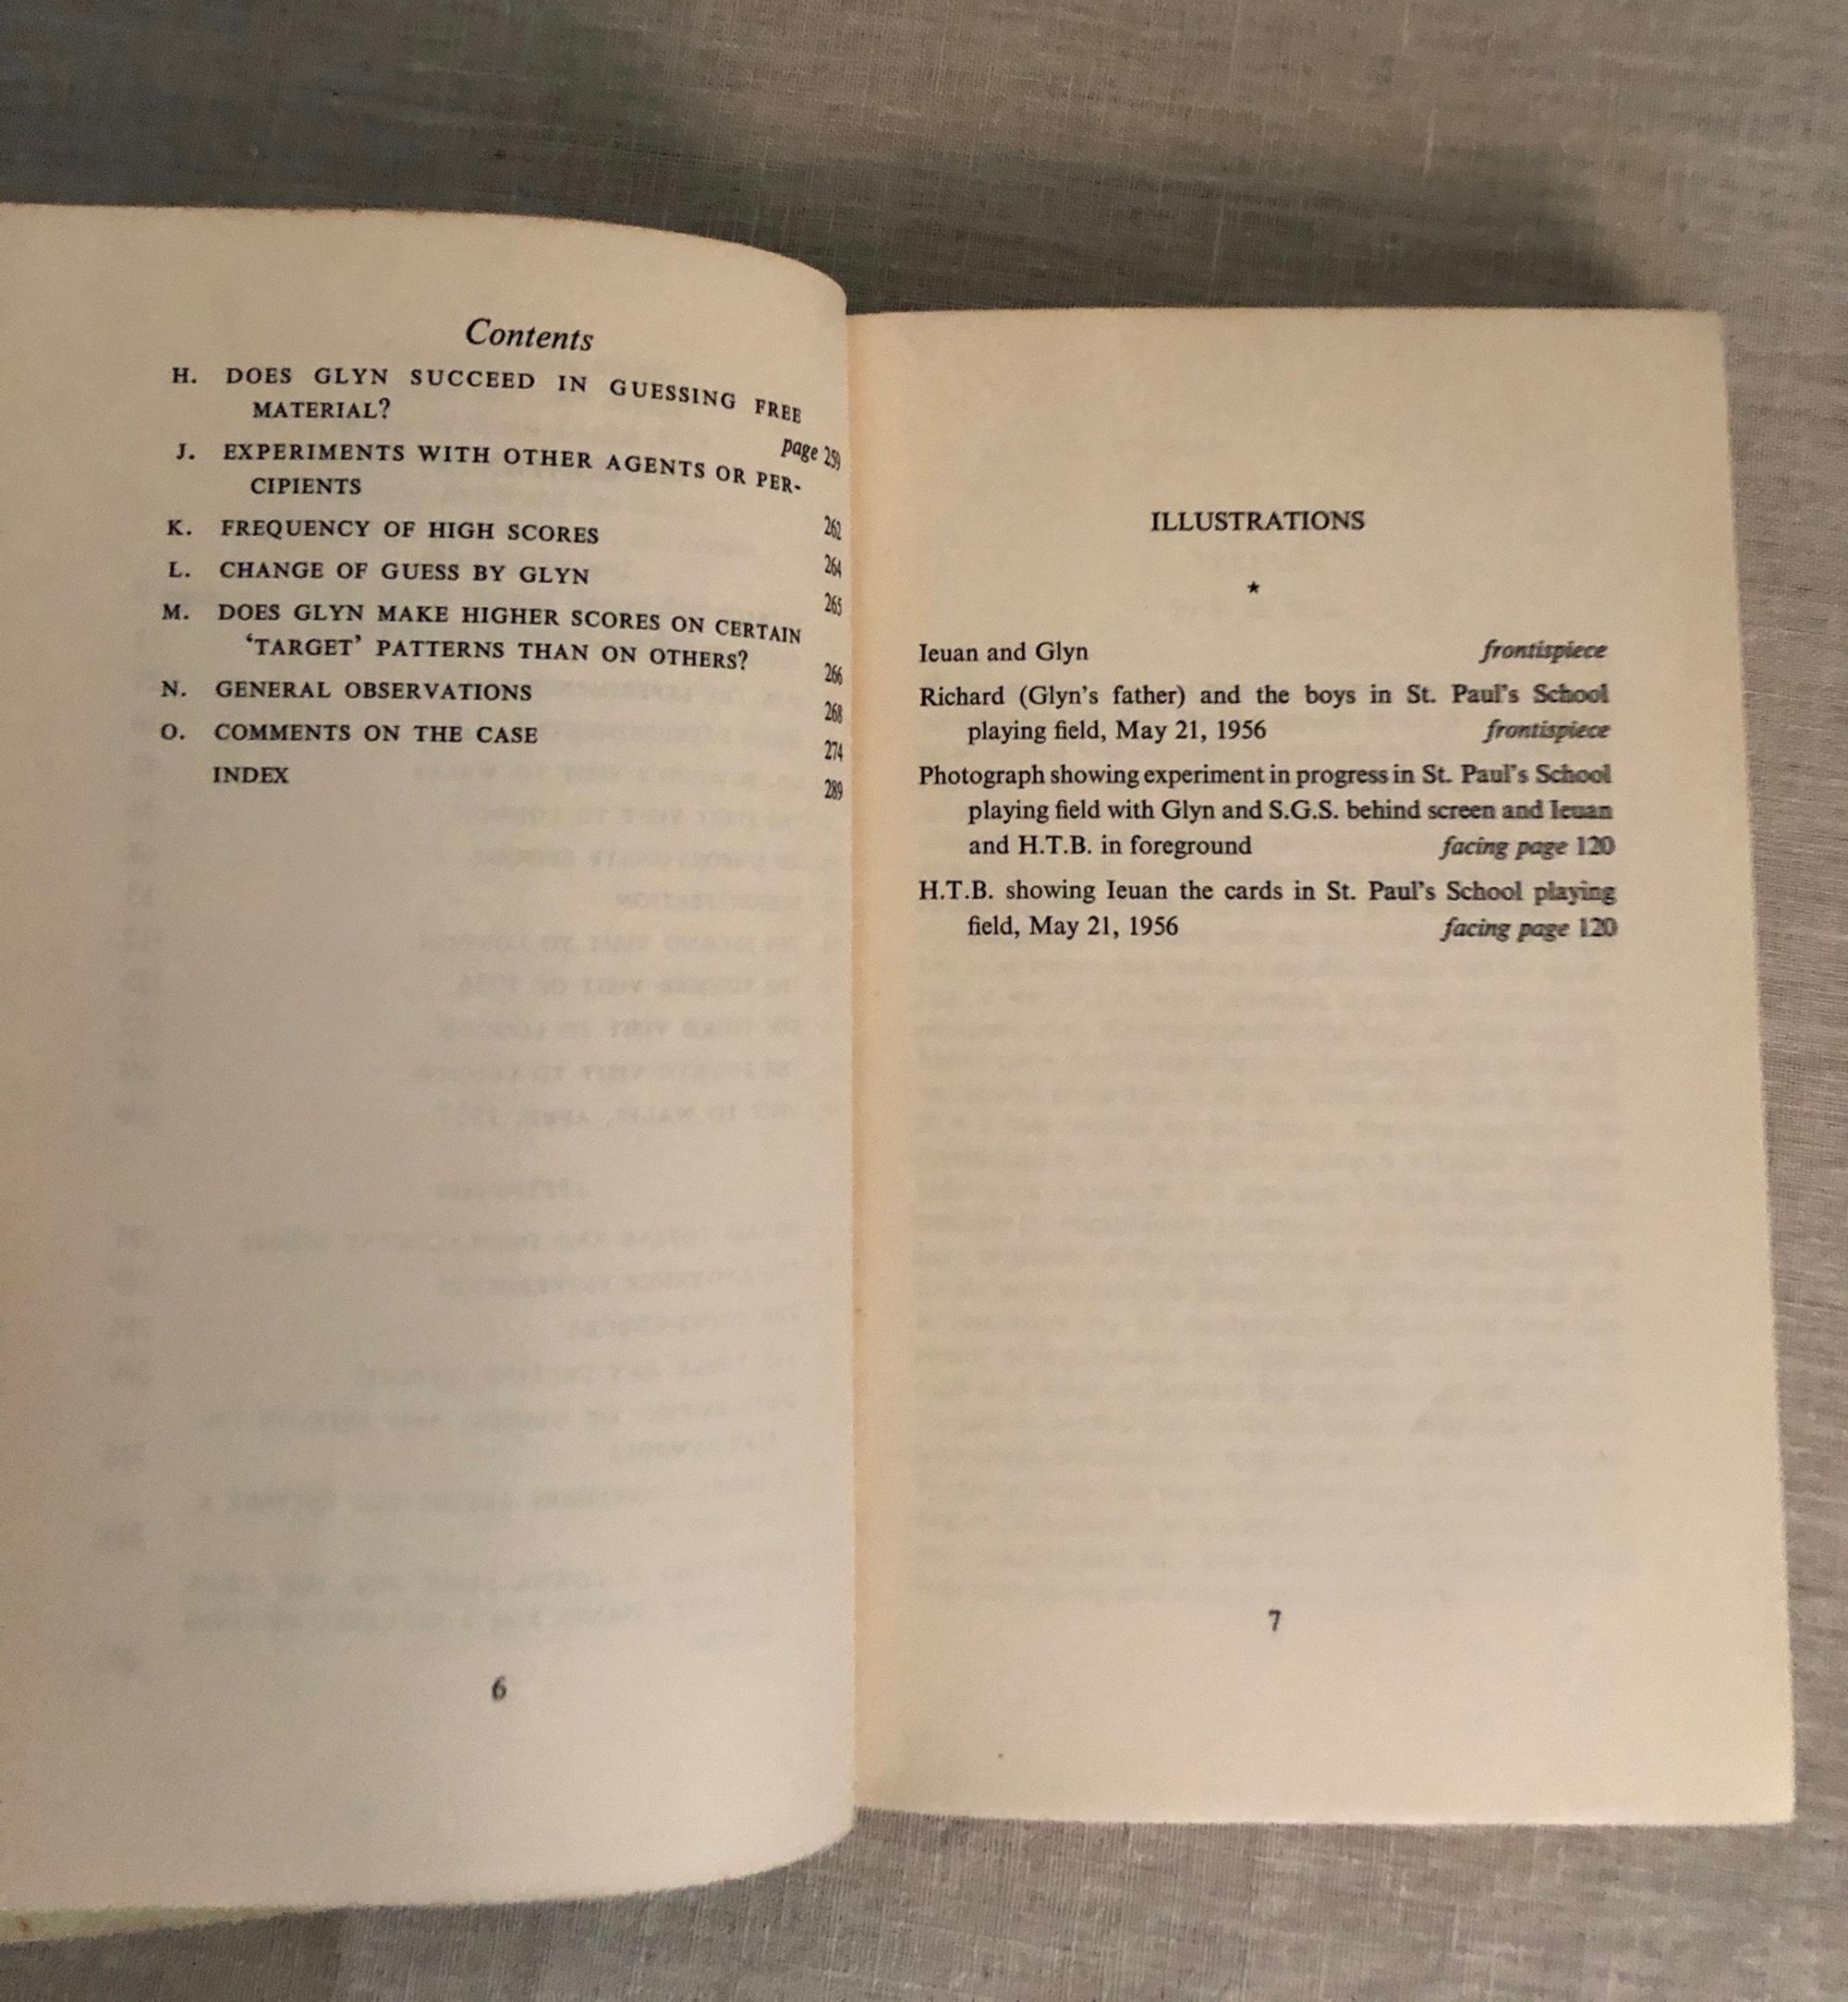 Contents
H. DOES GLYN SUCCEED IN GUESSING FREE
MATERIAL? page 259
J. EXPERIMENTS WITH OTHER AGENTS OR PER-
CIPIENTS 262
K. FREQUENCY OF HIGH SCORES 264
L. CHANGE OF GUESS BY GLYN 265
M. DOES GLYN MAKE HIGHER SCORES ON CERTAIN
‘TARGET’ PATTERNS THAN ON OTHERS? 266
N. GENERAL OBSERVATIONS 268
O. COMMENTS ON THE CASE 274
INDEX 289
6
ILLUSTRATIONS
★
Ieuan and Glyn frontispiece
Richard (Glyn's father) and the boys in St. Paul's School
playing field, May 21, 1956 frontispiece
Photograph showing experiment in progress in St. Paul's School
playing field with Glyn and S.G.S. behind screen and Ieuan
and H.T.B. in foreground facing page 120
H.T.B. showing Ieuan the cards in St. Paul's School playing
field, May 21, 1956 facing page 120
7